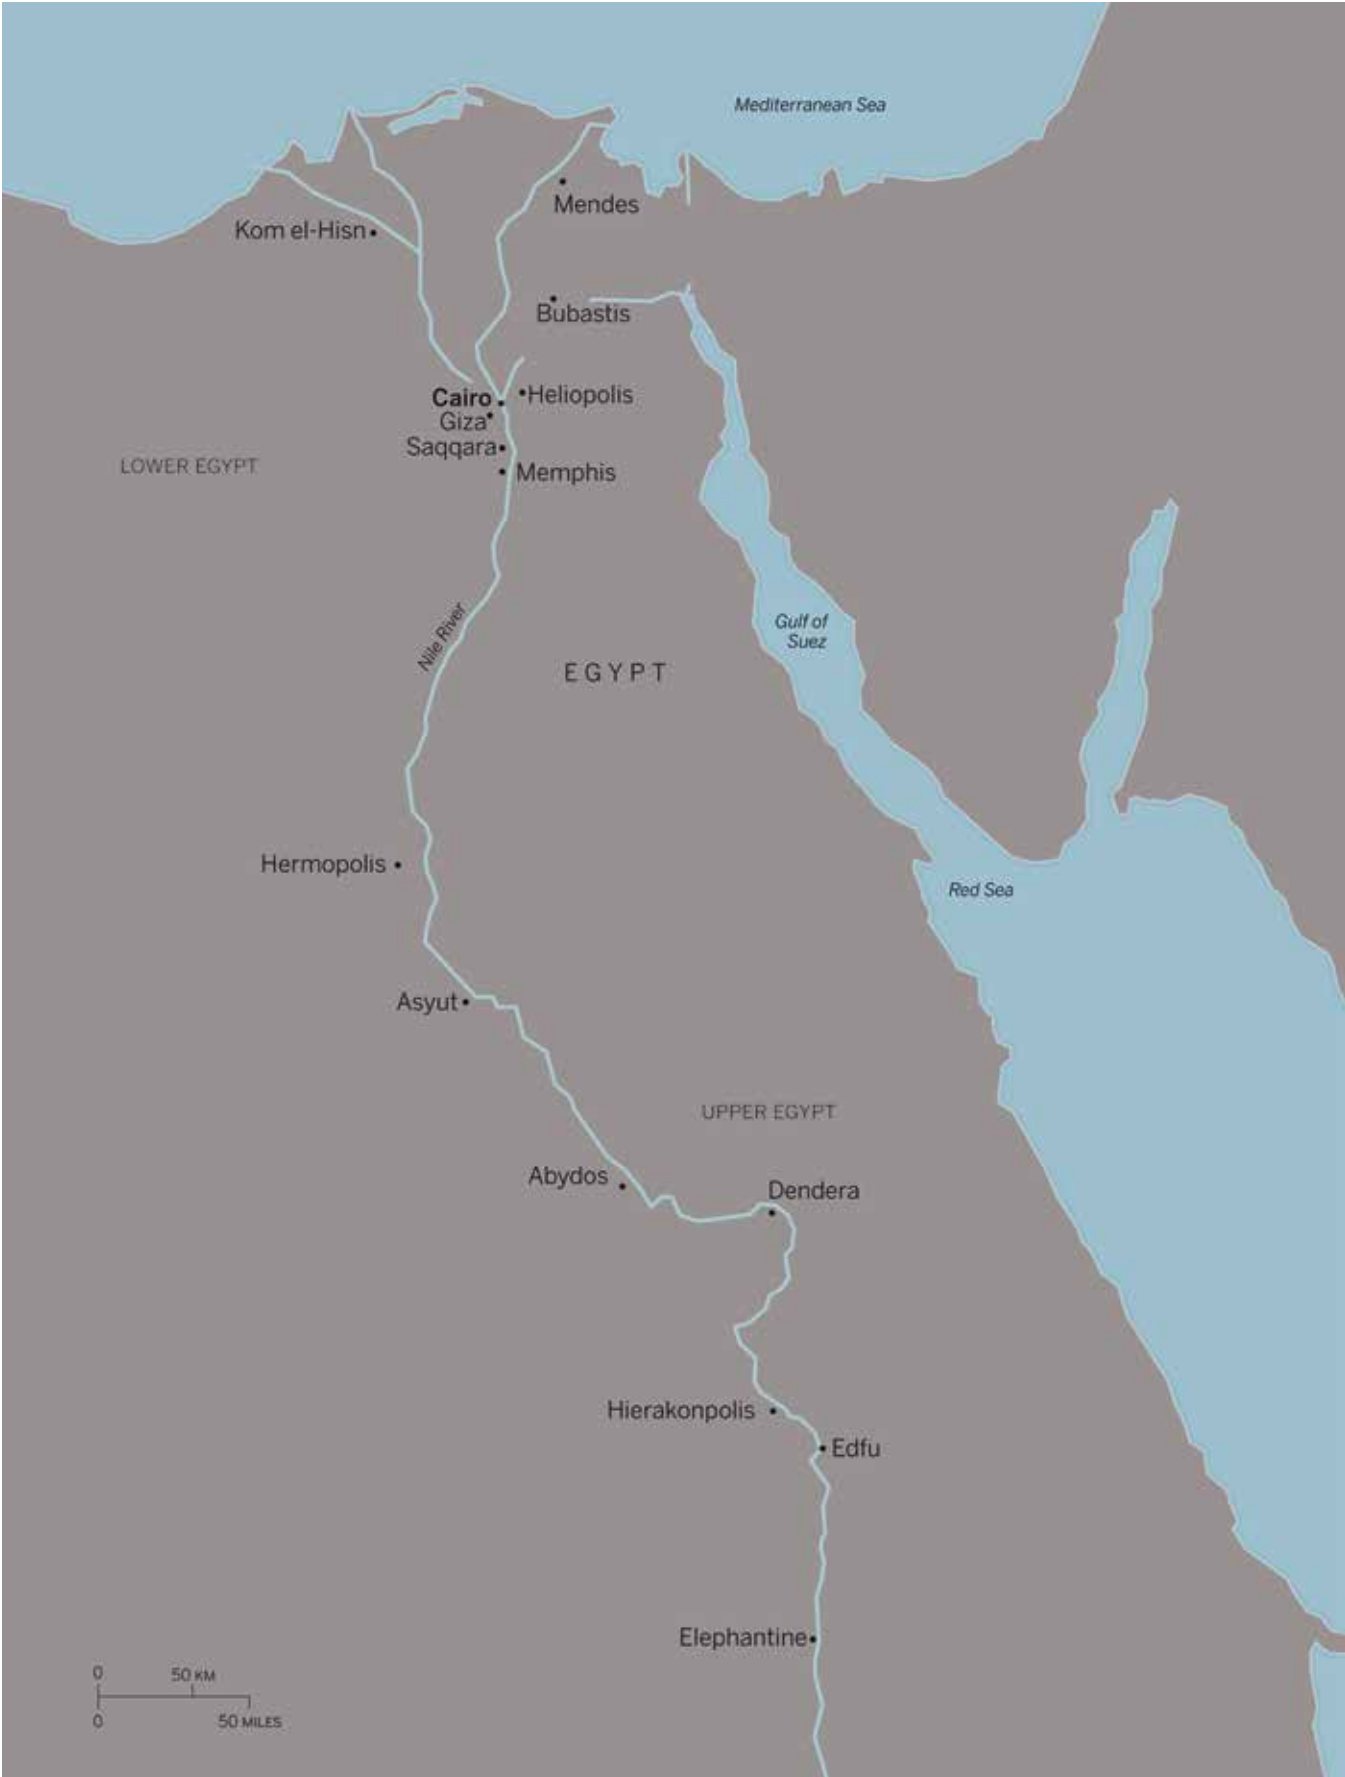 Mediterranean Sea
Mendes
Kom el-Hisn
Bubastis
Cairo
Heliopolis
Giza
Saqqara
LOWER EGYPT
Memphis
Nile River
Gulf of
Suez
EGYPT
Hermopolis
Red Sea
Asyut
UPPER EGYPT
Abydos
Dendera
Hierakonpolis
Edfu
Elephantine
0 50 KM
0 50 MILES